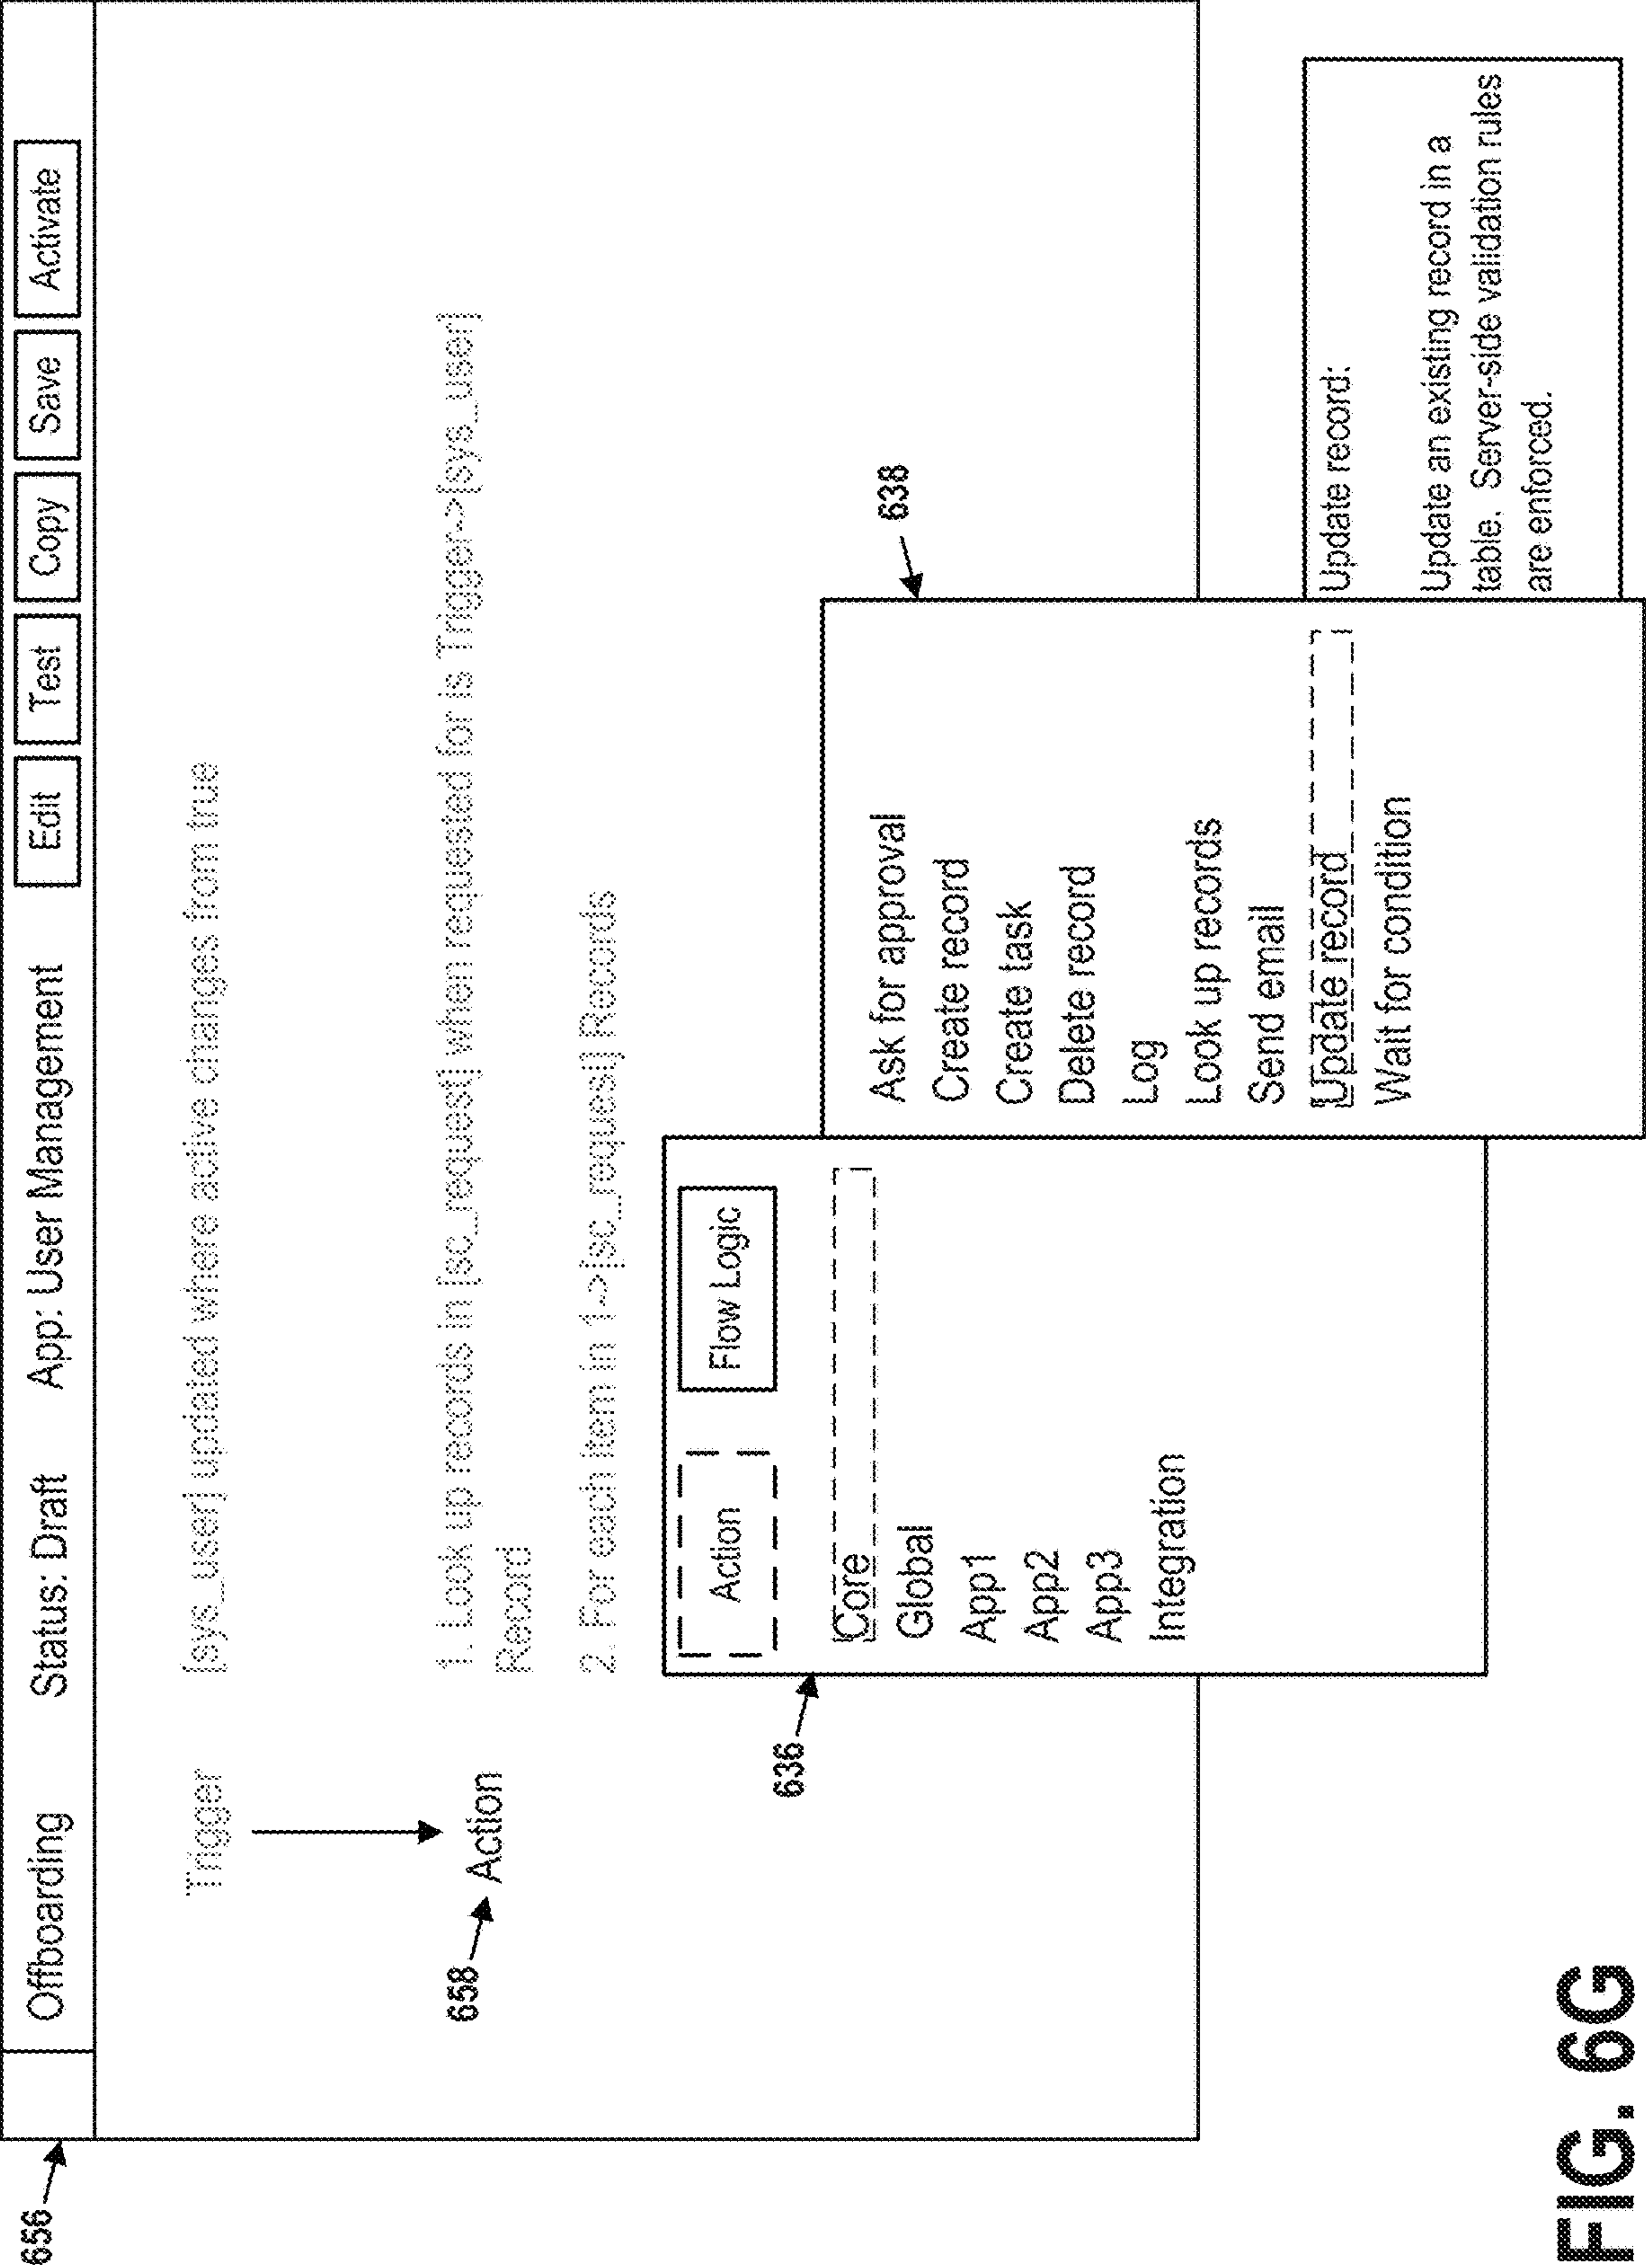 656
Offboarding Status: Draft App: User Management Edit Test Copy Save Activate
Trigger [sys_user] updated where active changes from true
658
Action
1. Look up records in [sc_request] when requested for is Trigger->[sys_user]
Record
2. For each item in 1->[sc_request] Records
636
Action Flow Logic
Core
Global
App1
App2
App3
Integration
638
Ask for approval
Create record
Create task
Delete record
Log
Look up records
Send email
Update record
Wait for condition
Update record:
Update an existing record in a
table. Server-side validation rules
are enforced.
FIG. 6G